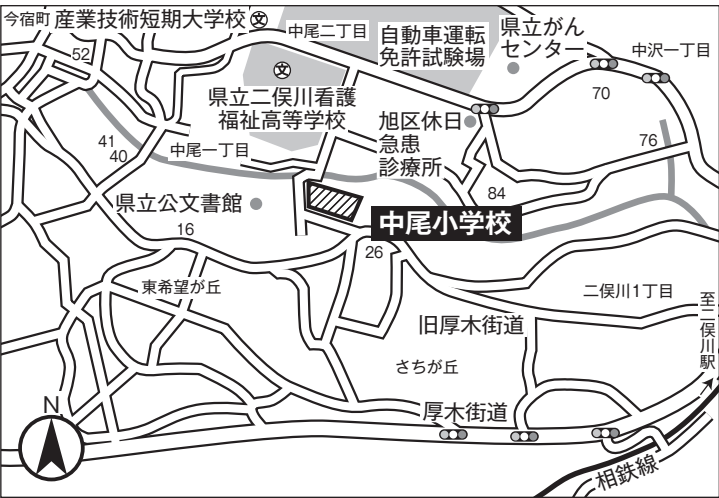 今宿町
産業技術短期大学校
文
中尾二丁目
自動車運転
免許試験場
県立がん
センター
中沢一丁目
52
文
県立二俣川看護
福祉高等学校
旭区休日
急患
診療所
70
76
41
40
中尾一丁目
84
県立公文書館
中尾小学校
16
26
東希望が丘
二俣川1丁目
至二俣川駅
旧厚木街道
さちが丘
厚木街道
N
相鉄線